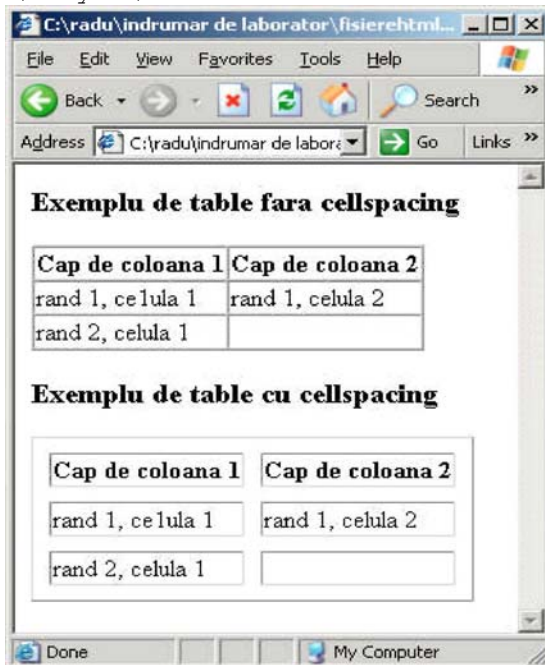 C:\radu\indrumar de laborator\fisierehtml...
File Edit View Favorites Tools Help
Back Search »
Address C:\radu\indrumar de labora Go Links »
Exemplu de table fara cellspacing
Cap de coloana 1 Cap de coloana 2
rand 1, ce1ula 1 rand 1, celula 2
rand 2, celula 1
Exemplu de table cu cellspacing
Cap de coloana 1 Cap de coloana 2
rand 1, ce1ula 1 rand 1, celula 2
rand 2, celula 1
Done My Computer